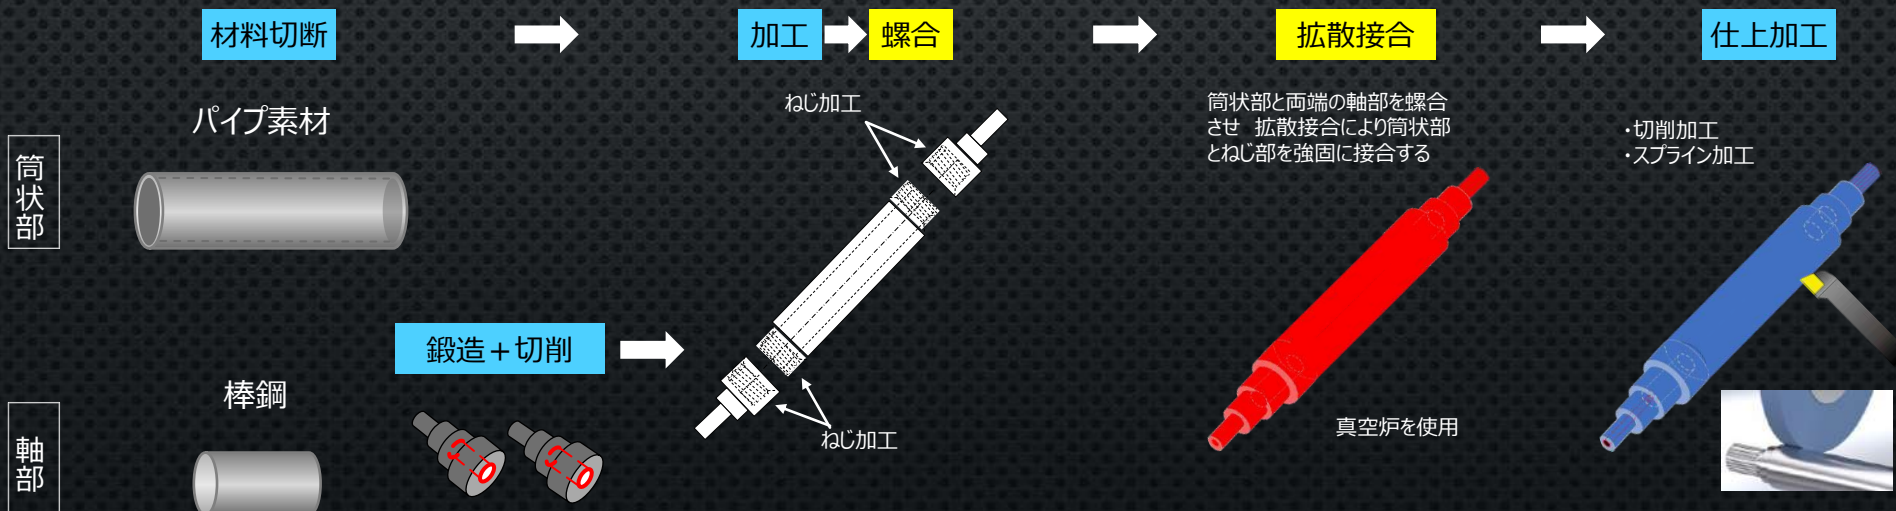 材料切断
加工
螺合
拡散接合
仕上加工
筒状部
パイプ素材
ねじ加工
筒状部と両端の軸部を螺合
させ 拡散接合により筒状部
とねじ部を強固に接合する
・切削加工
・スプライン加工
鍛造+切削
軸部
棒鋼
ねじ加工
真空炉を使用